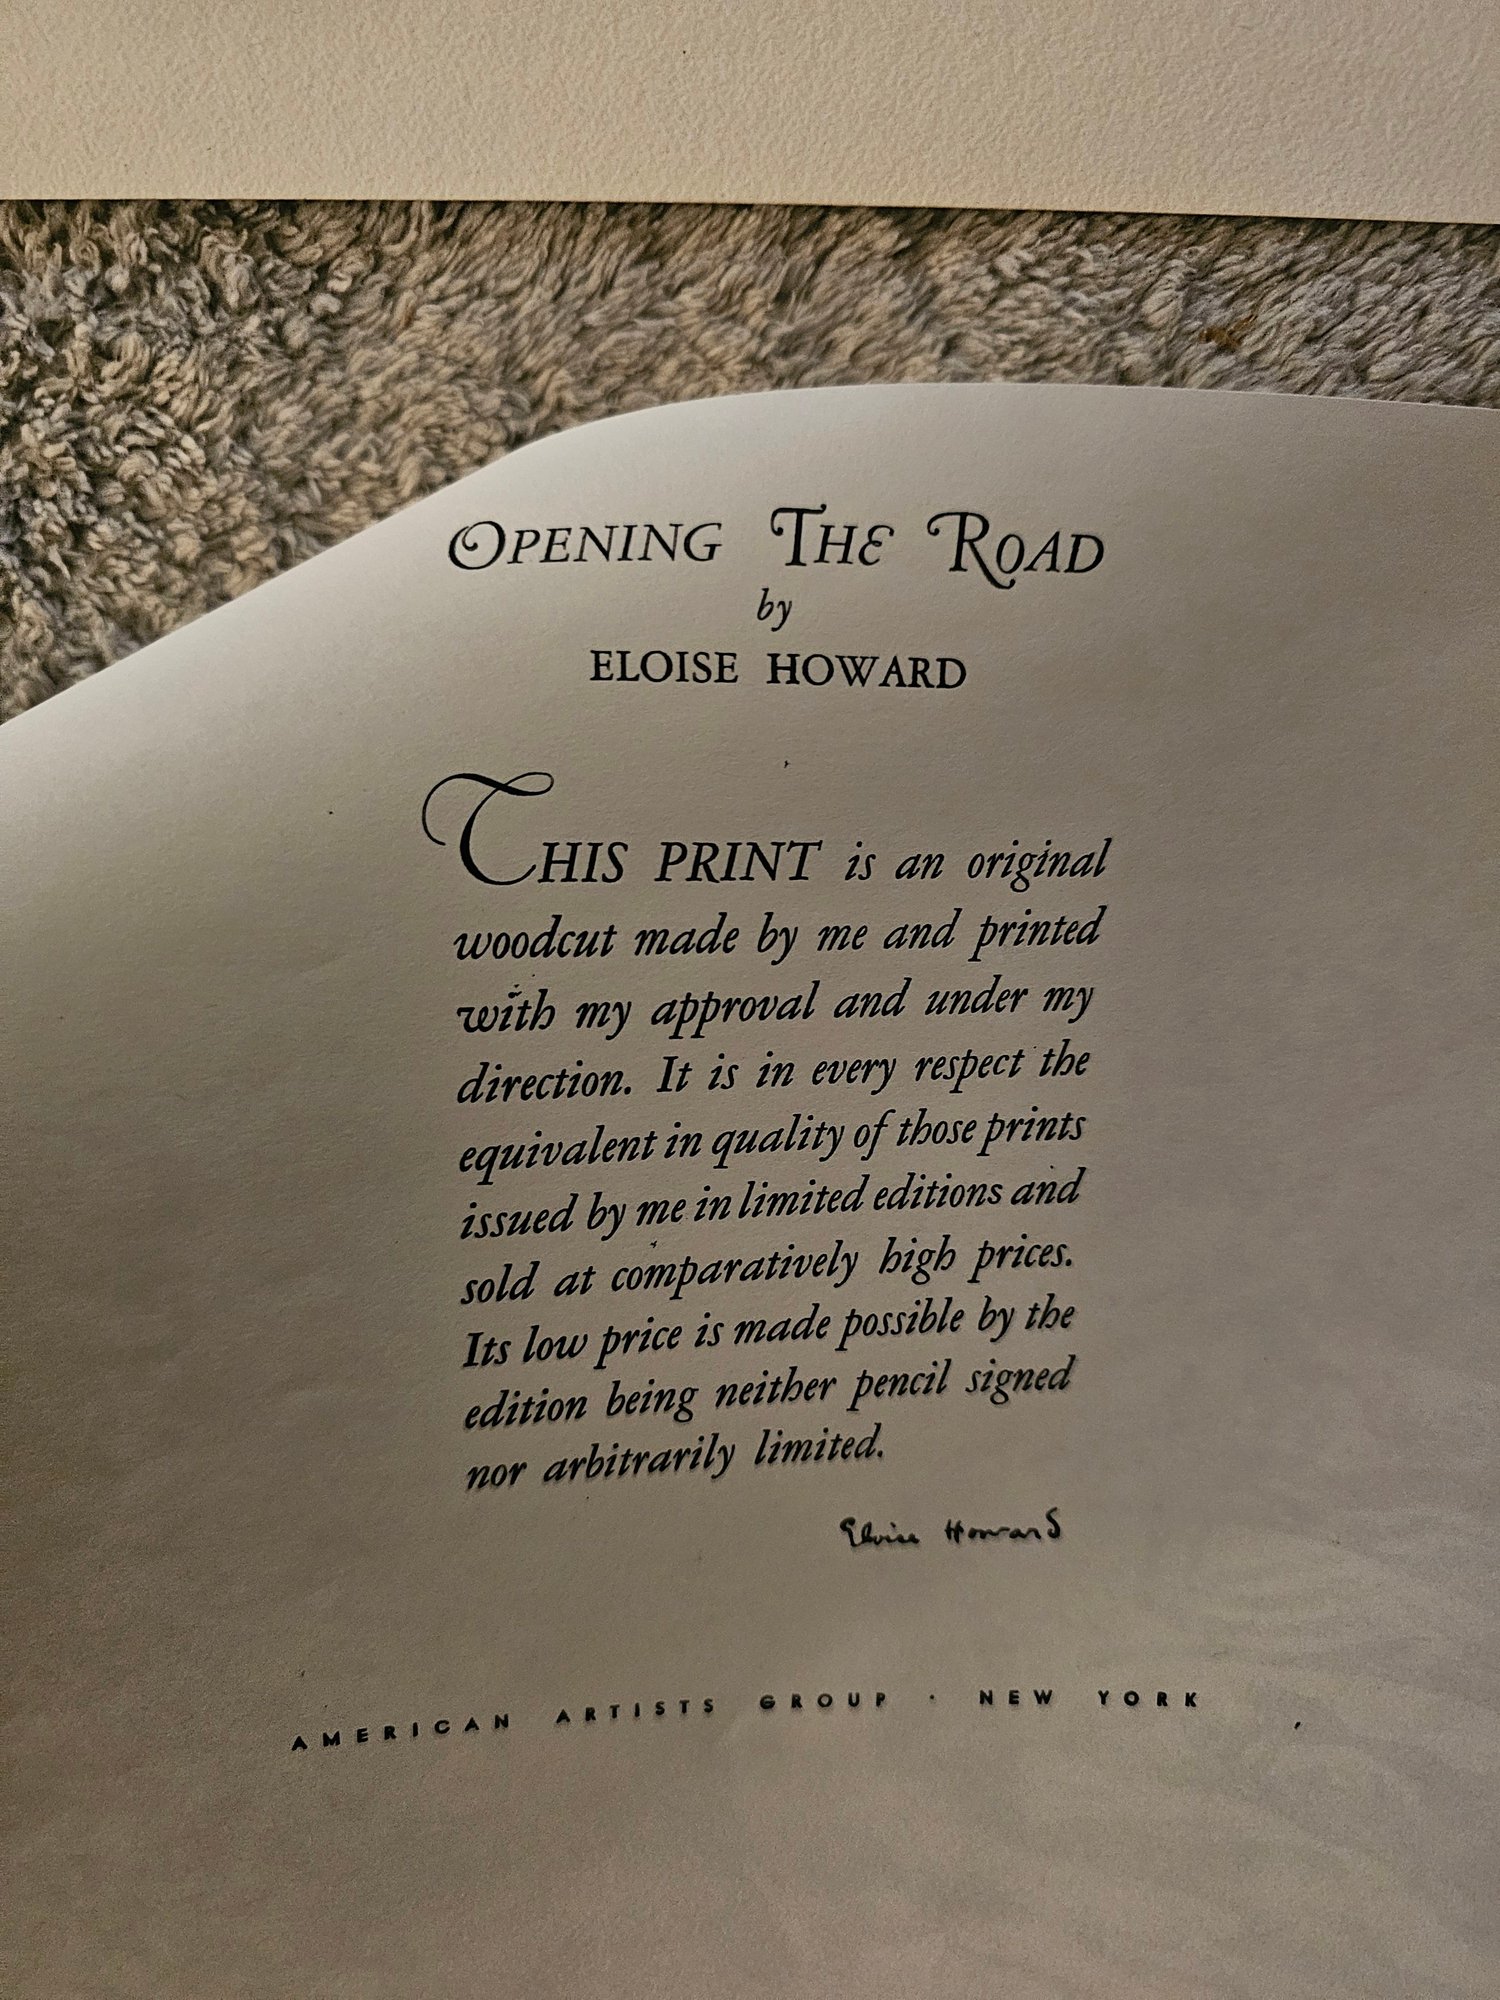 OPENING THE ROAD
by
ELOISE HOWARD
THIS PRINT is an original
woodcut made by me and printed
with my approval and under my
direction. It is in every respect the
equivalent in quality of those prints
issued by me in limited editions and
sold at comparatively high prices.
Its low price is made possible by the
edition being neither pencil signed
nor arbitrarily limited.
Eloise Howard
AMERICAN ARTISTS GROUP · NEW YORK